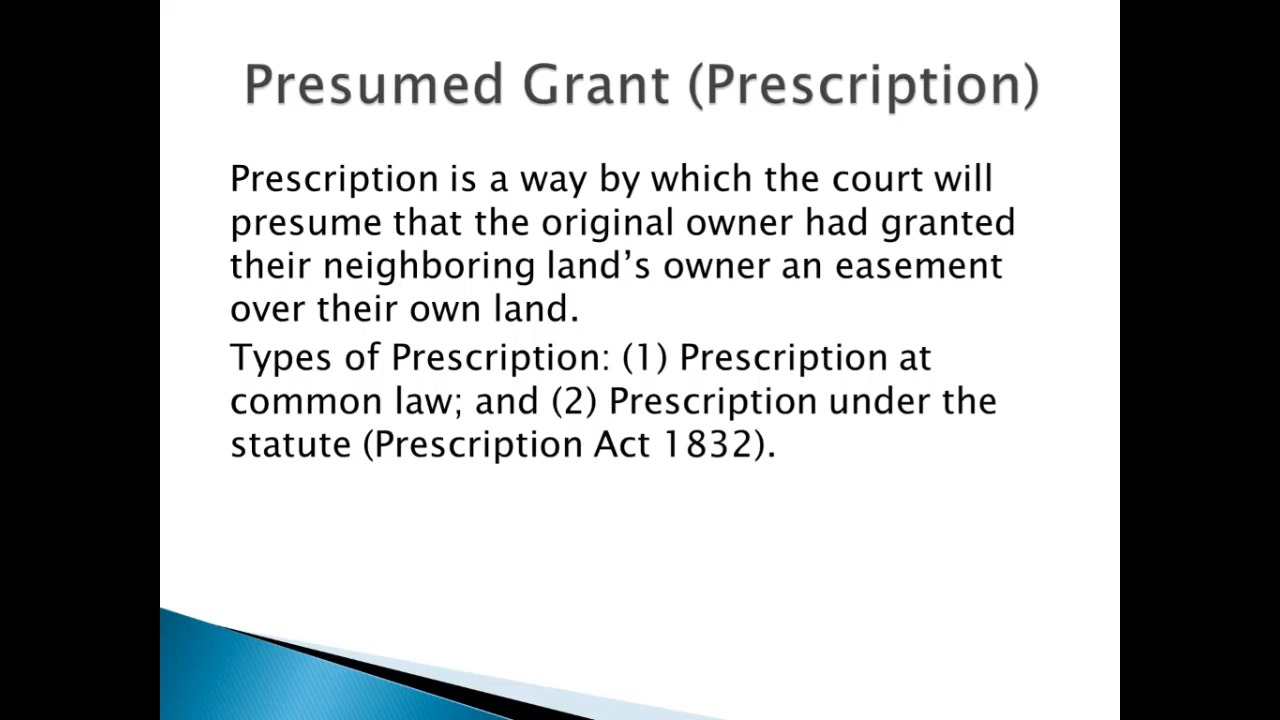 Presumed Grant (Prescription)
Prescription is a way by which the court will
presume that the original owner had granted
their neighboring land’s owner an easement
over their own land.
Types of Prescription: (1) Prescription at
common law; and (2) Prescription under the
statute (Prescription Act 1832).